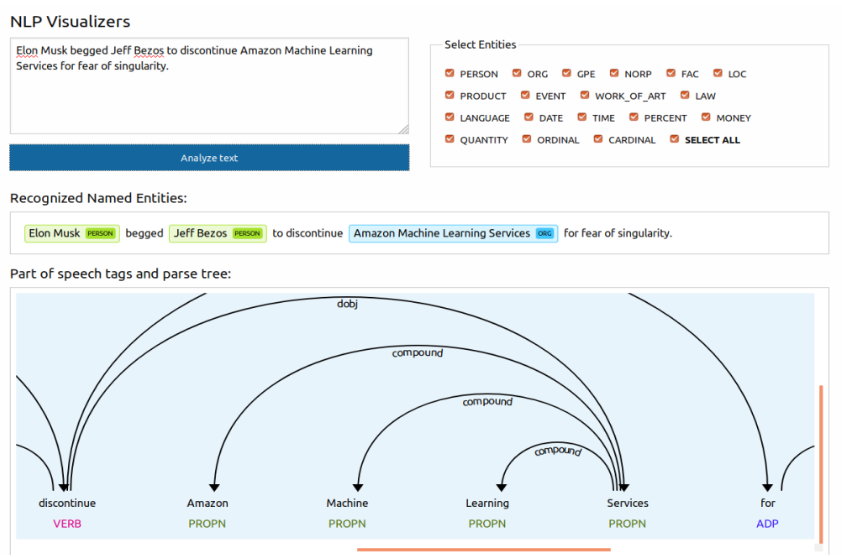 NLP Visualizers
Elon Musk begged Jeff Bezos to discontinue Amazon Machine Learning
Services for fear of singularity.
Analyze text
Select Entities
PERSON ORG GPE NORP FAC LOC
PRODUCT EVENT WORK_OF_ART LAW
LANGUAGE DATE TIME PERCENT MONEY
QUANTITY ORDINAL CARDINAL SELECT ALL
Recognized Named Entities:
Elon Musk PERSON begged Jeff Bezos PERSON to discontinue Amazon Machine Learning Services ORG for fear of singularity.
Part of speech tags and parse tree:
dobj
compound
compound
compound
discontinue Amazon Machine Learning Services for
VERB PROPN PROPN PROPN PROPN ADP